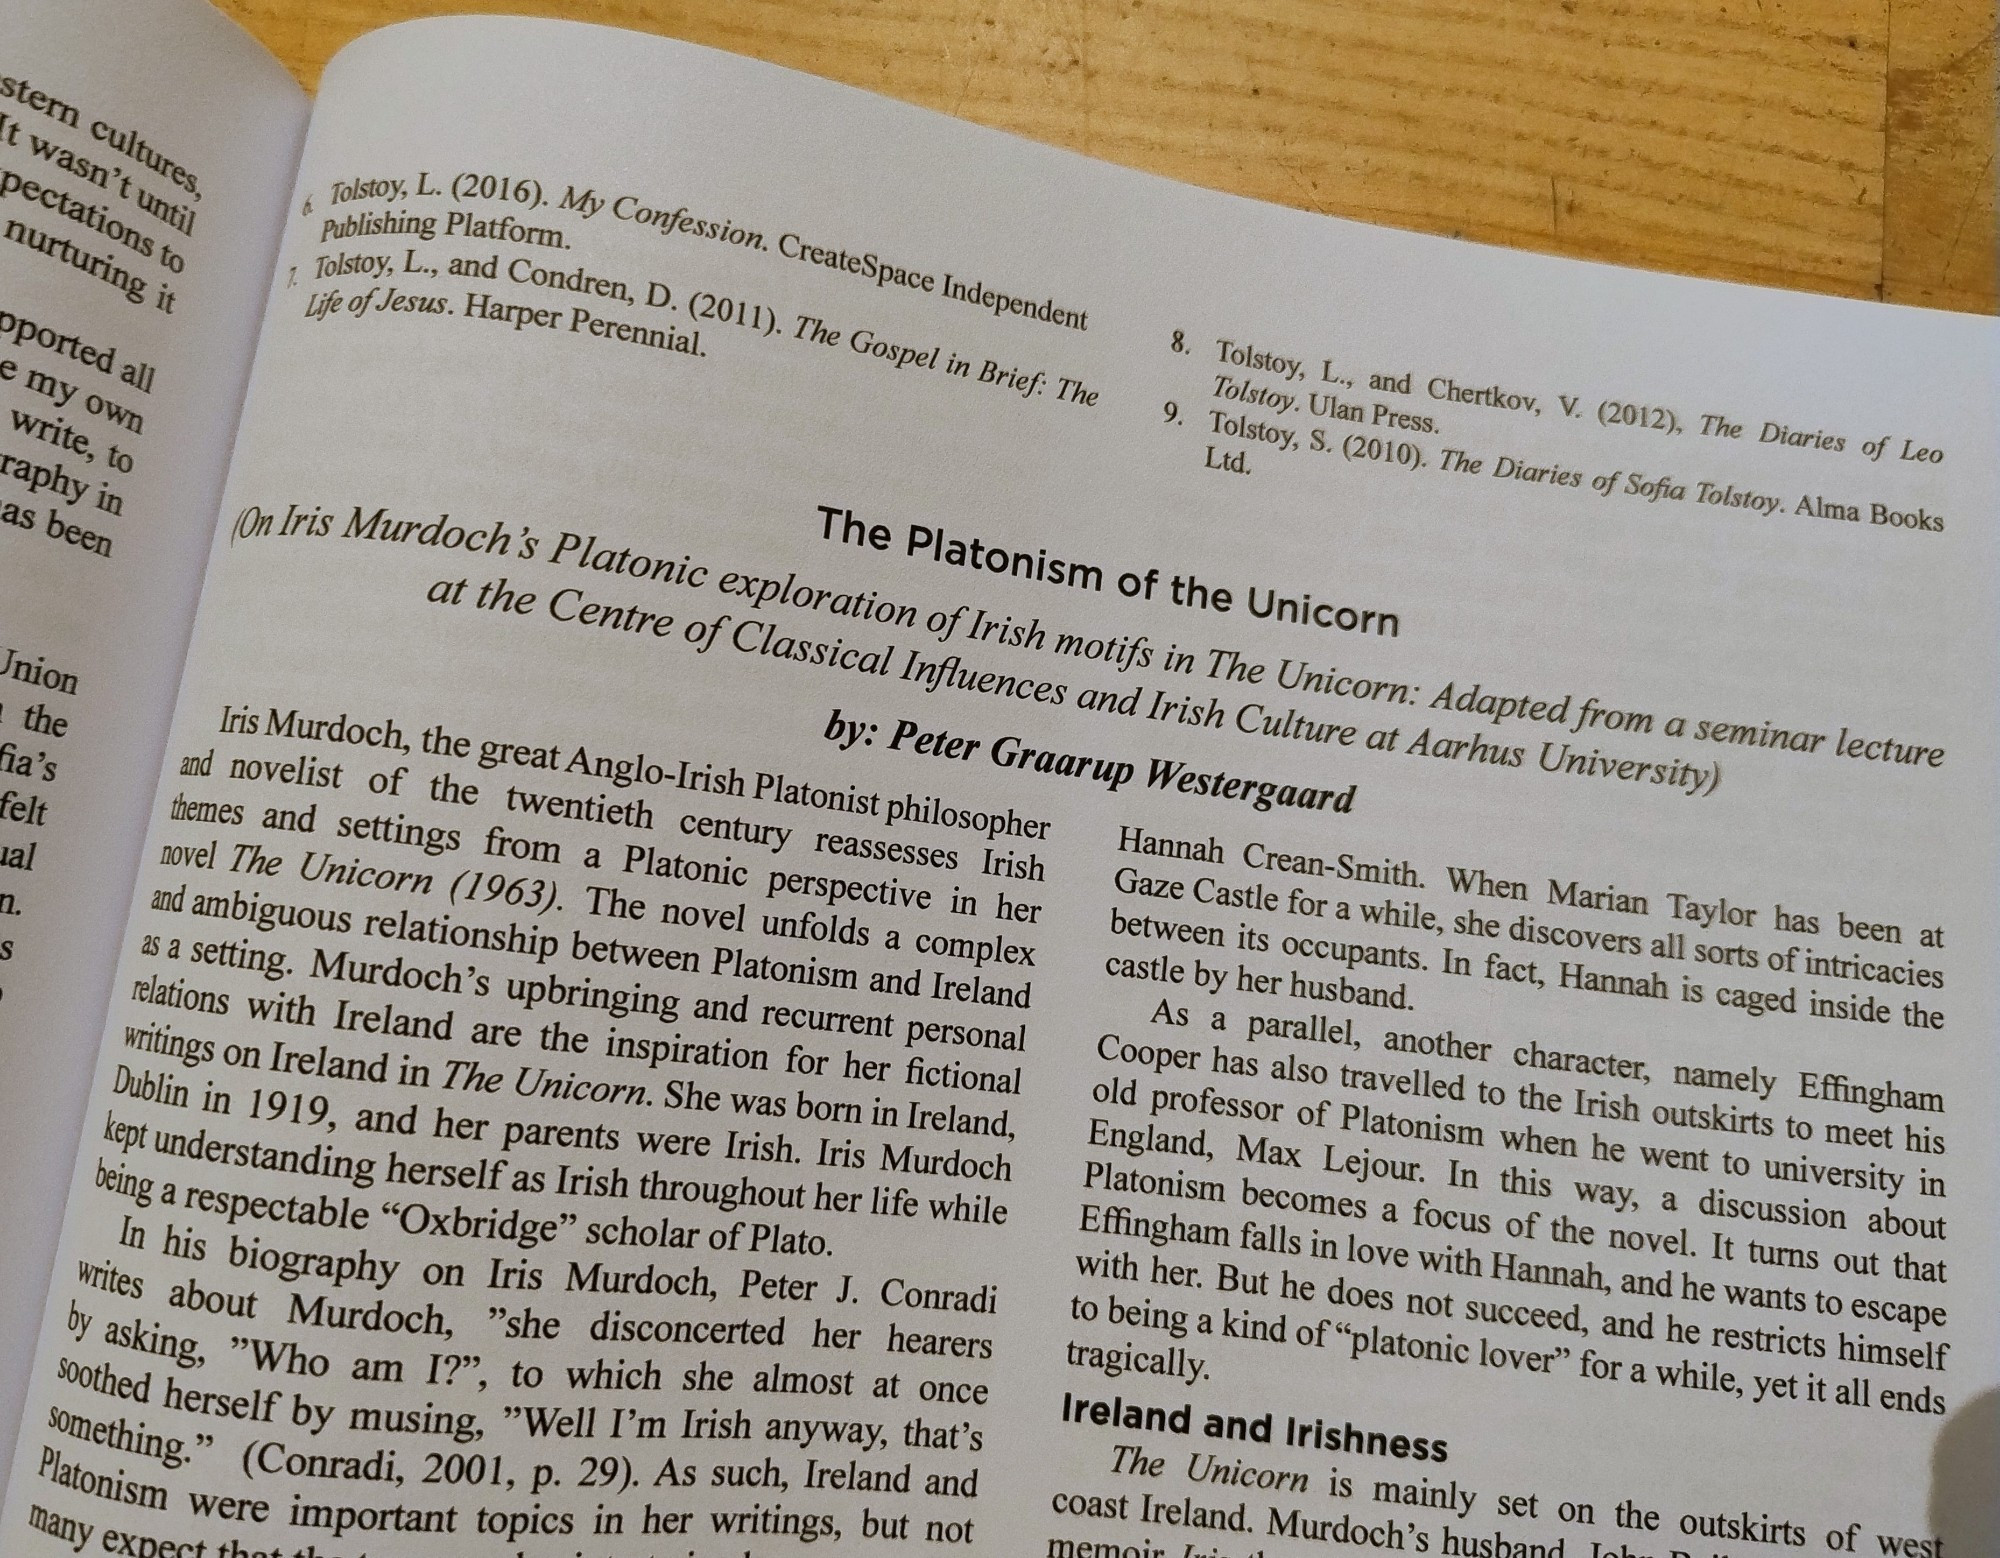 stern cultures,
It wasn't until
pectations to
nurturing it
pported all
e my own
write, to
raphy in
as been
Union
the
fia's
felt
ual
n.
s
6. Tolstoy, L. (2016). My Confession. CreateSpace Independent
Publishing Platform.
7. Tolstoy, L., and Condren, D. (2011). The Gospel in Brief: The
Life of Jesus. Harper Perennial.
8. Tolstoy, L., and Chertkov, V. (2012), The Diaries of Leo
Tolstoy. Ulan Press.
9. Tolstoy, S. (2010). The Diaries of Sofia Tolstoy. Alma Books
Ltd.
The Platonism of the Unicorn
(On Iris Murdoch's Platonic exploration of Irish motifs in The Unicorn: Adapted from a seminar lecture
at the Centre of Classical Influences and Irish Culture at Aarhus University)
by: Peter Graarup Westergaard
Iris Murdoch, the great Anglo-Irish Platonist philosopher
and novelist of the twentieth century reassesses Irish
themes and settings from a Platonic perspective in her
novel The Unicorn (1963). The novel unfolds a complex
and ambiguous relationship between Platonism and Ireland
as a setting. Murdoch's upbringing and recurrent personal
relations with Ireland are the inspiration for her fictional
writings on Ireland in The Unicorn. She was born in Ireland,
Dublin in 1919, and her parents were Irish. Iris Murdoch
kept understanding herself as Irish throughout her life while
being a respectable “Oxbridge” scholar of Plato.
In his biography on Iris Murdoch, Peter J. Conradi
writes about Murdoch, ”she disconcerted her hearers
by asking, ”Who am I?”, to which she almost at once
soothed herself by musing, ”Well I'm Irish anyway, that's
something.” (Conradi, 2001, p. 29). As such, Ireland and
Platonism were important topics in her writings, but not
many expect that the
Hannah Crean-Smith. When Marian Taylor has been at
Gaze Castle for a while, she discovers all sorts of intricacies
between its occupants. In fact, Hannah is caged inside the
castle by her husband.
As a parallel, another character, namely Effingham
Cooper has also travelled to the Irish outskirts to meet his
old professor of Platonism when he went to university in
England, Max Lejour. In this way, a discussion about
Platonism becomes a focus of the novel. It turns out that
Effingham falls in love with Hannah, and he wants to escape
with her. But he does not succeed, and he restricts himself
to being a kind of “platonic lover” for a while, yet it all ends
tragically.
Ireland and Irishness
The Unicorn is mainly set on the outskirts of west
coast Ireland. Murdoch's husband, John
memoir Iris